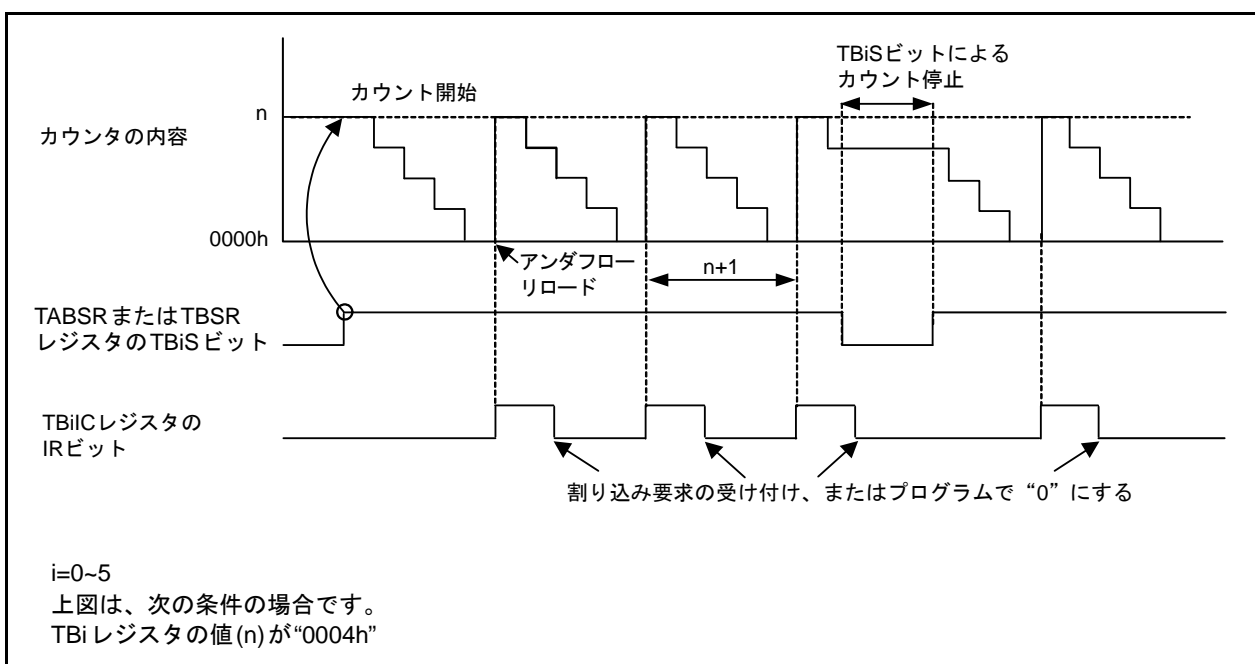 TBiSビットによる
カウント停止
カウント開始
n
カウンタの内容
0000h
アンダフロー
リロード
n+1
TABSRまたはTBSR
レジスタのTBiSビット
TBiICレジスタの
IRビット
割り込み要求の受け付け、またはプログラムで“0”にする
i=0~5
上図は、次の条件の場合です。
TBiレジスタの値(n)が“0004h”